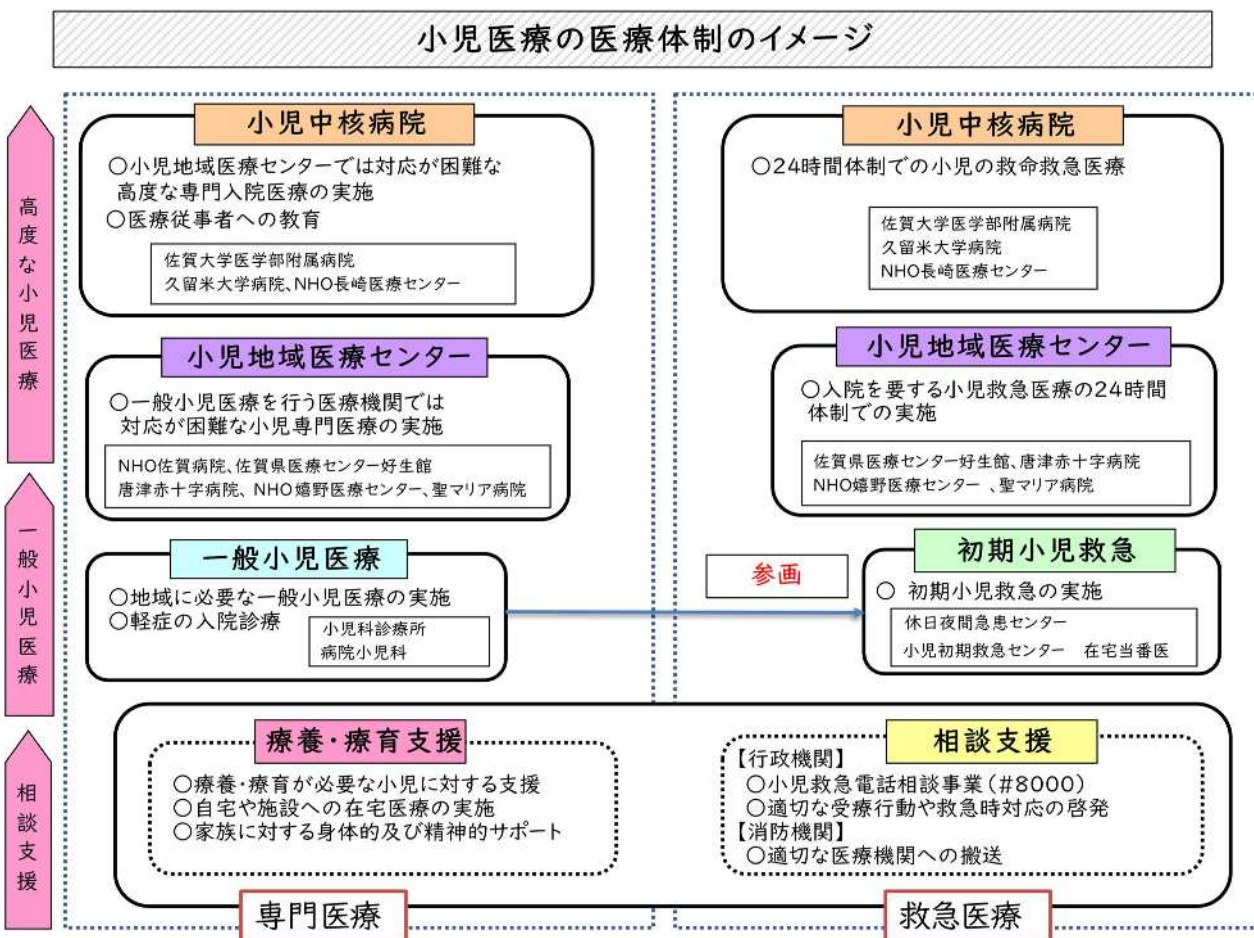 小児医療の医療体制のイメージ
高度な小児医療
一般小児医療
相談支援
小児中核病院
○小児地域医療センターでは対応が困難な
高度な専門入院医療の実施
○医療従事者への教育
佐賀大学医学部附属病院
久留米大学病院、NHO長崎医療センター
小児地域医療センター
○一般小児医療を行う医療機関では
対応が困難な小児専門医療の実施
NHO佐賀病院、佐賀県医療センター好生館
唐津赤十字病院、NHO嬉野医療センター、聖マリア病院
一般小児医療
○地域に必要な一般小児医療の実施
○軽症の入院診療
小児科診療所
病院小児科
参画
小児中核病院
○24時間体制での小児の救命救急医療
佐賀大学医学部附属病院
久留米大学病院
NHO長崎医療センター
小児地域医療センター
○入院を要する小児救急医療の24時間
体制での実施
佐賀県医療センター好生館、唐津赤十字病院
NHO嬉野医療センター 、聖マリア病院
初期小児救急
○ 初期小児救急の実施
休日夜間急患センター
小児初期救急センター 在宅当番医
療養・療育支援
○療養・療育が必要な小児に対する支援
○自宅や施設への在宅医療の実施
○家族に対する身体的及び精神的サポート
相談支援
【行政機関】
○小児救急電話相談事業(#8000)
○適切な受療行動や救急時対応の啓発
【消防機関】
○適切な医療機関への搬送
専門医療
救急医療